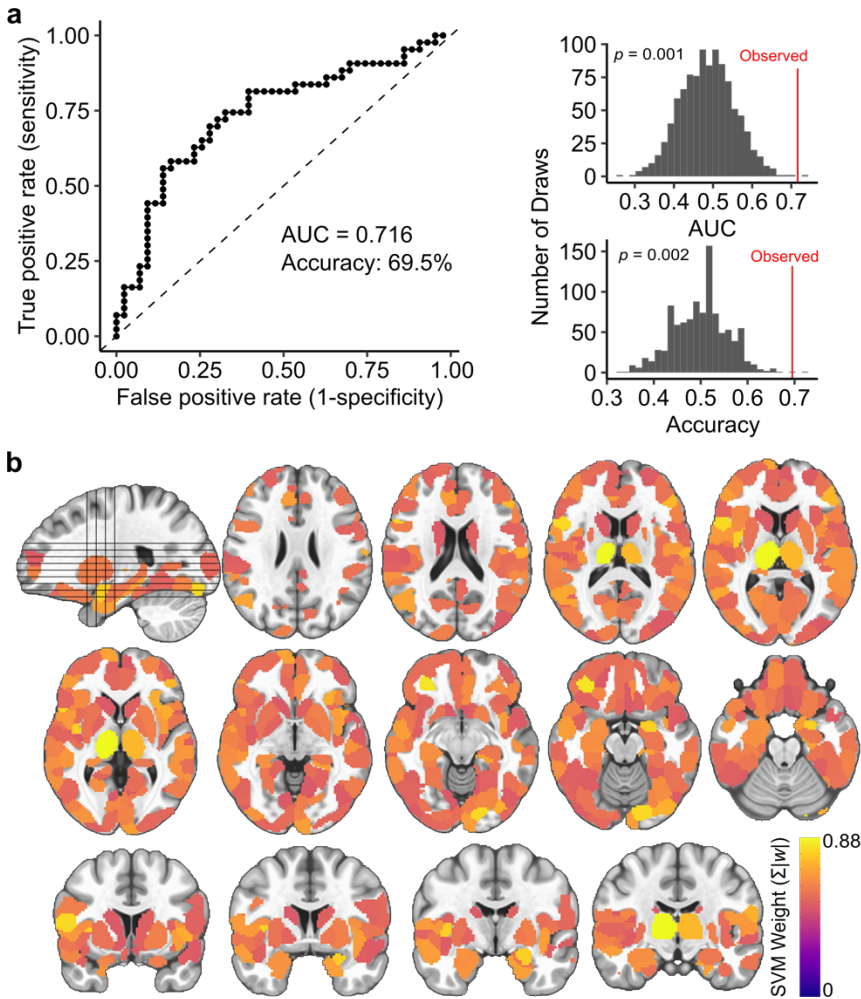 a
True positive rate (sensitivity)
1.00
0.75
0.50
0.25
0.00
AUC = 0.716
Accuracy: 69.5%
0.00 0.25 0.50 0.75 1.00
False positive rate (1-specificity)
Number of Draws
100
75
50
25
0
p = 0.001
Observed
0.3 0.4 0.5 0.6 0.7
AUC
150
100
50
0
p = 0.002
Observed
0.3 0.4 0.5 0.6 0.7
Accuracy
b
SVM Weight (Σ|w|)
0.88
0